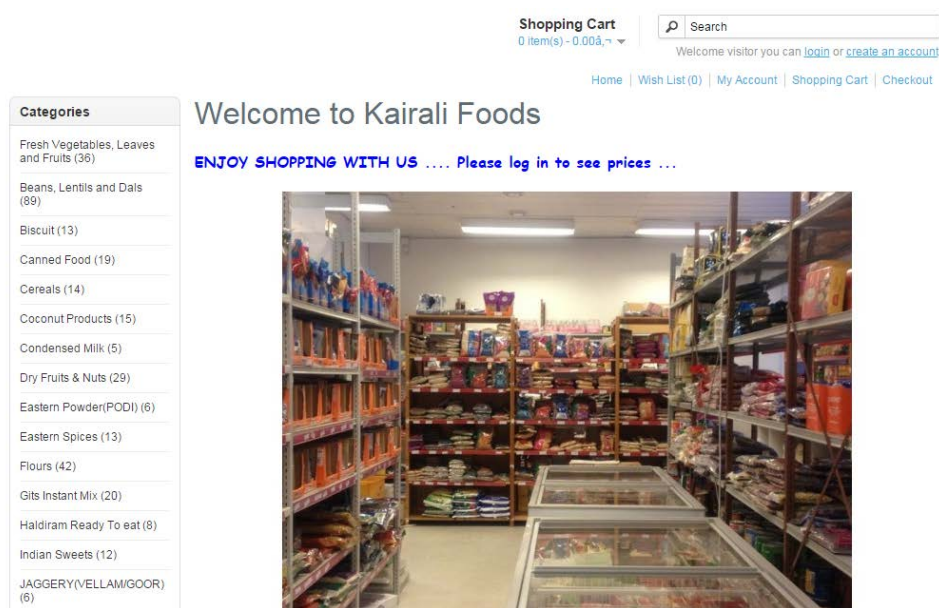 Shopping Cart
0 item(s) - 0.00â‚¬
Search
Welcome visitor you can login or create an account
Home
Wish List (0)
My Account
Shopping Cart
Checkout
Categories
Fresh Vegetables, Leaves
and Fruits (36)
Beans, Lentils and Dals
(89)
Biscuit (13)
Canned Food (19)
Cereals (14)
Coconut Products (15)
Condensed Milk (5)
Dry Fruits & Nuts (29)
Eastern Powder(PODI) (6)
Eastern Spices (13)
Flours (42)
Gits Instant Mix (20)
Haldiram Ready To eat (8)
Indian Sweets (12)
JAGGERY(VELLAM/GOOR)
(6)
Welcome to Kairali Foods
ENJOY SHOPPING WITH US .... Please log in to see prices ...